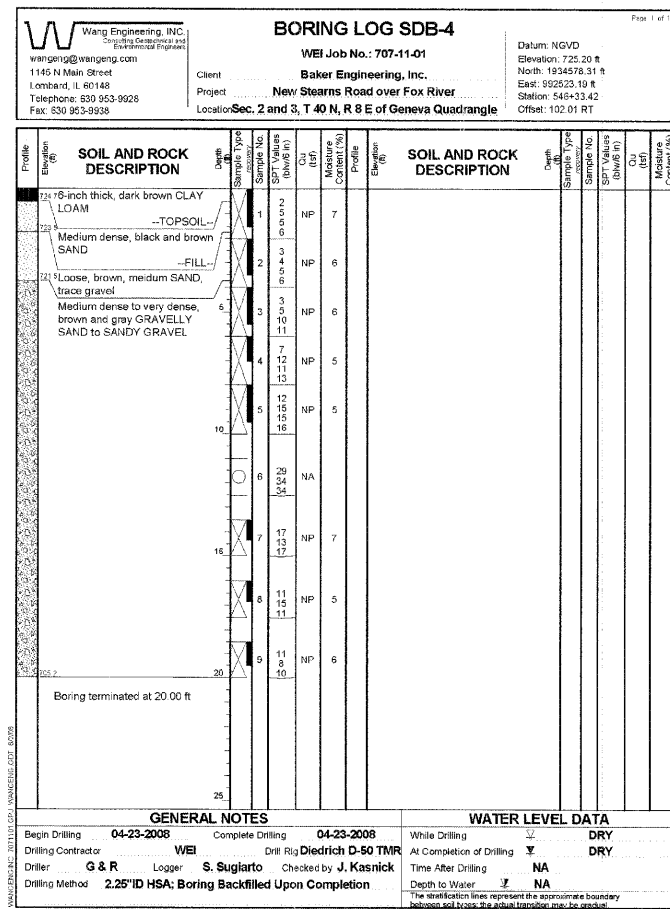 Page 1 of 1
Wang Engineering, INC.
Consulting Geotechnical and
Environmental Engineers
wangeng@wangeng.com
1145 N Main Street
Lombard, IL 60148
Telephone: 630 953-9928
Fax: 630 953-9938
BORING LOG SDB-4
WEI Job No.: 707-11-01
Client Baker Engineering, Inc.
Project New Stearns Road over Fox River
Location Sec. 2 and 3, T 40 N, R 8 E of Geneva Quadrangle
Datum: NGVD
Elevation: 725.20 ft
North: 1934578.31 ft
East: 992523.19 ft
Station: 546+33.42
Offset: 102.01 RT
Profile Elevation (ft) SOIL AND ROCK DESCRIPTION Depth (ft) Sample Type recovery Sample No. SPT Values (blw/6 in) Qu (tsf) Moisture Content (%) Profile Elevation (ft) SOIL AND ROCK DESCRIPTION Depth (ft) Sample Type recovery Sample No. SPT Values (blw/6 in) Qu (tsf) Moisture Content (%)
724.7 6-inch thick, dark brown CLAY
LOAM
--TOPSOIL--
1 2 5 5 6 NP 7
Medium dense, black and brown
SAND
--FILL--
2 3 4 5 6 NP 6
721.5 Loose, brown, meidum SAND,
trace gravel
Medium dense to very dense,
brown and gray GRAVELLY
SAND to SANDY GRAVEL
5
3 3 5 10 11 NP 6
4 7 12 11 13 NP 5
5 12 15 15 16 NP 5
10
6 29 34 34 NA
7 17 13 17 NP 7
15
8 11 15 11 NP 5
9 11 8 10 NP 6
705.2 20
Boring terminated at 20.00 ft
25
WANGENGINC 7071101.GPJ WANGENG.GDT 6/2/08
GENERAL NOTES
Begin Drilling 04-23-2008 Complete Drilling 04-23-2008
Drilling Contractor WEI Drill Rig Diedrich D-50 TMR
Driller G & R Logger S. Sugiarto Checked by J. Kasnick
Drilling Method 2.25"ID HSA; Boring Backfilled Upon Completion
WATER LEVEL DATA
While Drilling DRY
At Completion of Drilling DRY
Time After Drilling NA
Depth to Water NA
The stratification lines represent the approximate boundary
between soil types; the actual transition may be gradual.